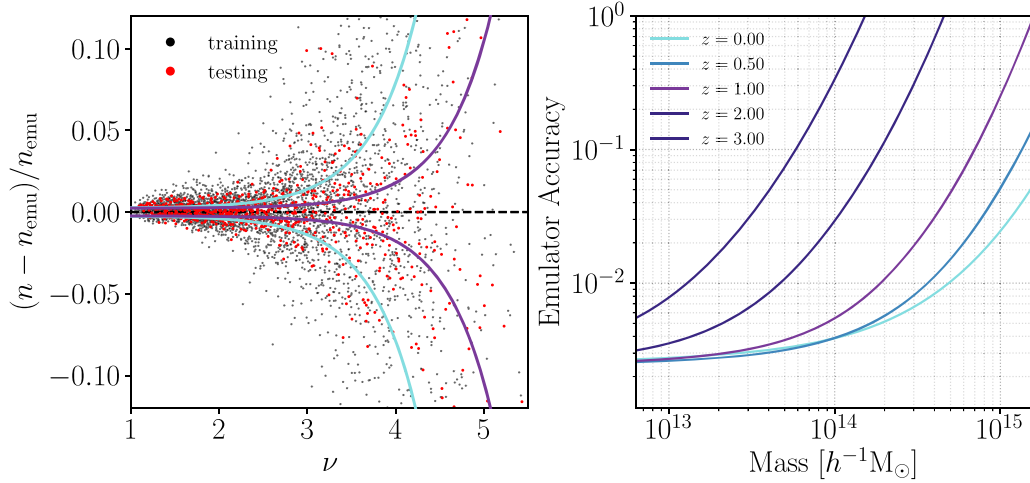 (n − n_emu)/n_emu
0.10
0.05
0.00
−0.05
−0.10
training
testing
1 2 3 4 5
ν
Emulator Accuracy
10^0
10^−1
10^−2
z = 0.00
z = 0.50
z = 1.00
z = 2.00
z = 3.00
10^13 10^14 10^15
Mass [h^−1M_⊙]